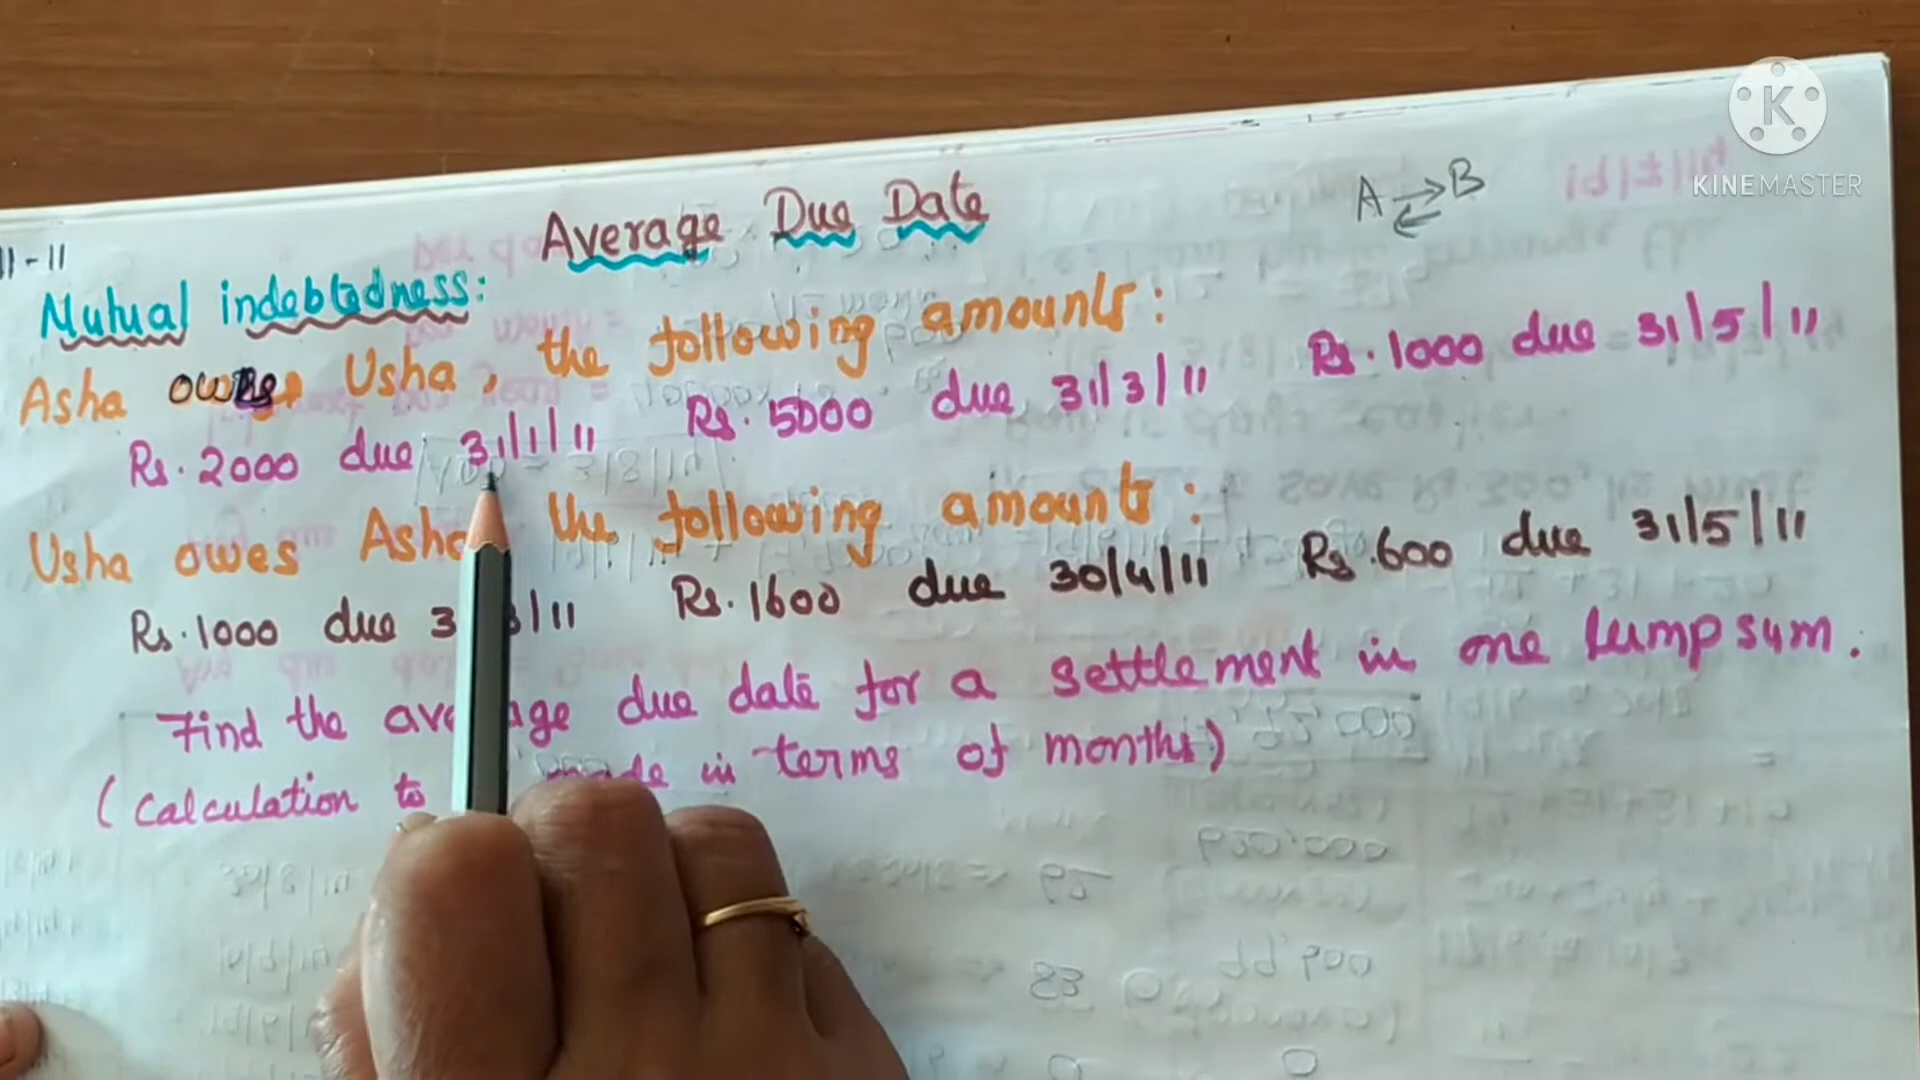 KINEMASTER
A ⇄ B
Average Due Date
11-11
Mutual indebtedness:
Asha owes Usha, the following amounts:
Rs. 2000 due 31/1/11 Rs. 5000 due 31/3/11 Rs. 1000 due 31/5/11
Usha owes Asha the following amounts:
Rs. 1000 due 3 /11 Rs. 1600 due 30/4/11 Rs. 600 due 31/5/11
Find the average due date for a settlement in one lumpsum.
(Calculation to made in terms of months)